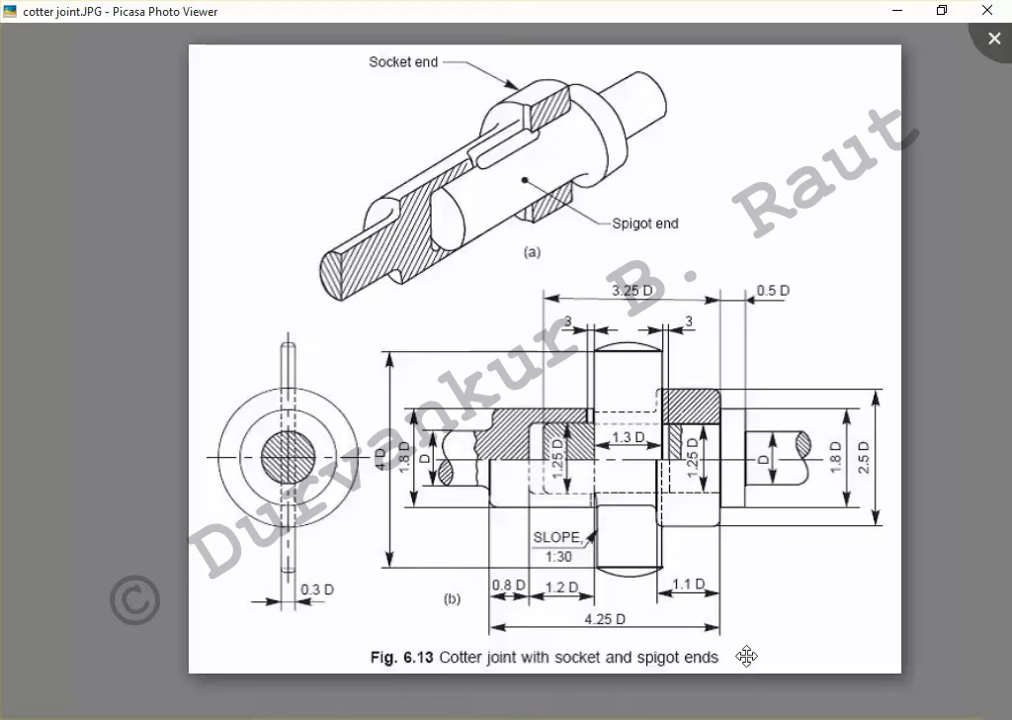 cotter joint.JPG - Picasa Photo Viewer
Socket end
Spigot end
(a)
3.25 D
0.5 D
3
3
1.8 D
D
1.25 D
1.3 D
1.25 D
D
1.8 D
2.5 D
SLOPE,
1:30
0.3 D
(b)
0.8 D
1.2 D
1.1 D
4.25 D
Fig. 6.13 Cotter joint with socket and spigot ends
© Durvankur B. Raut